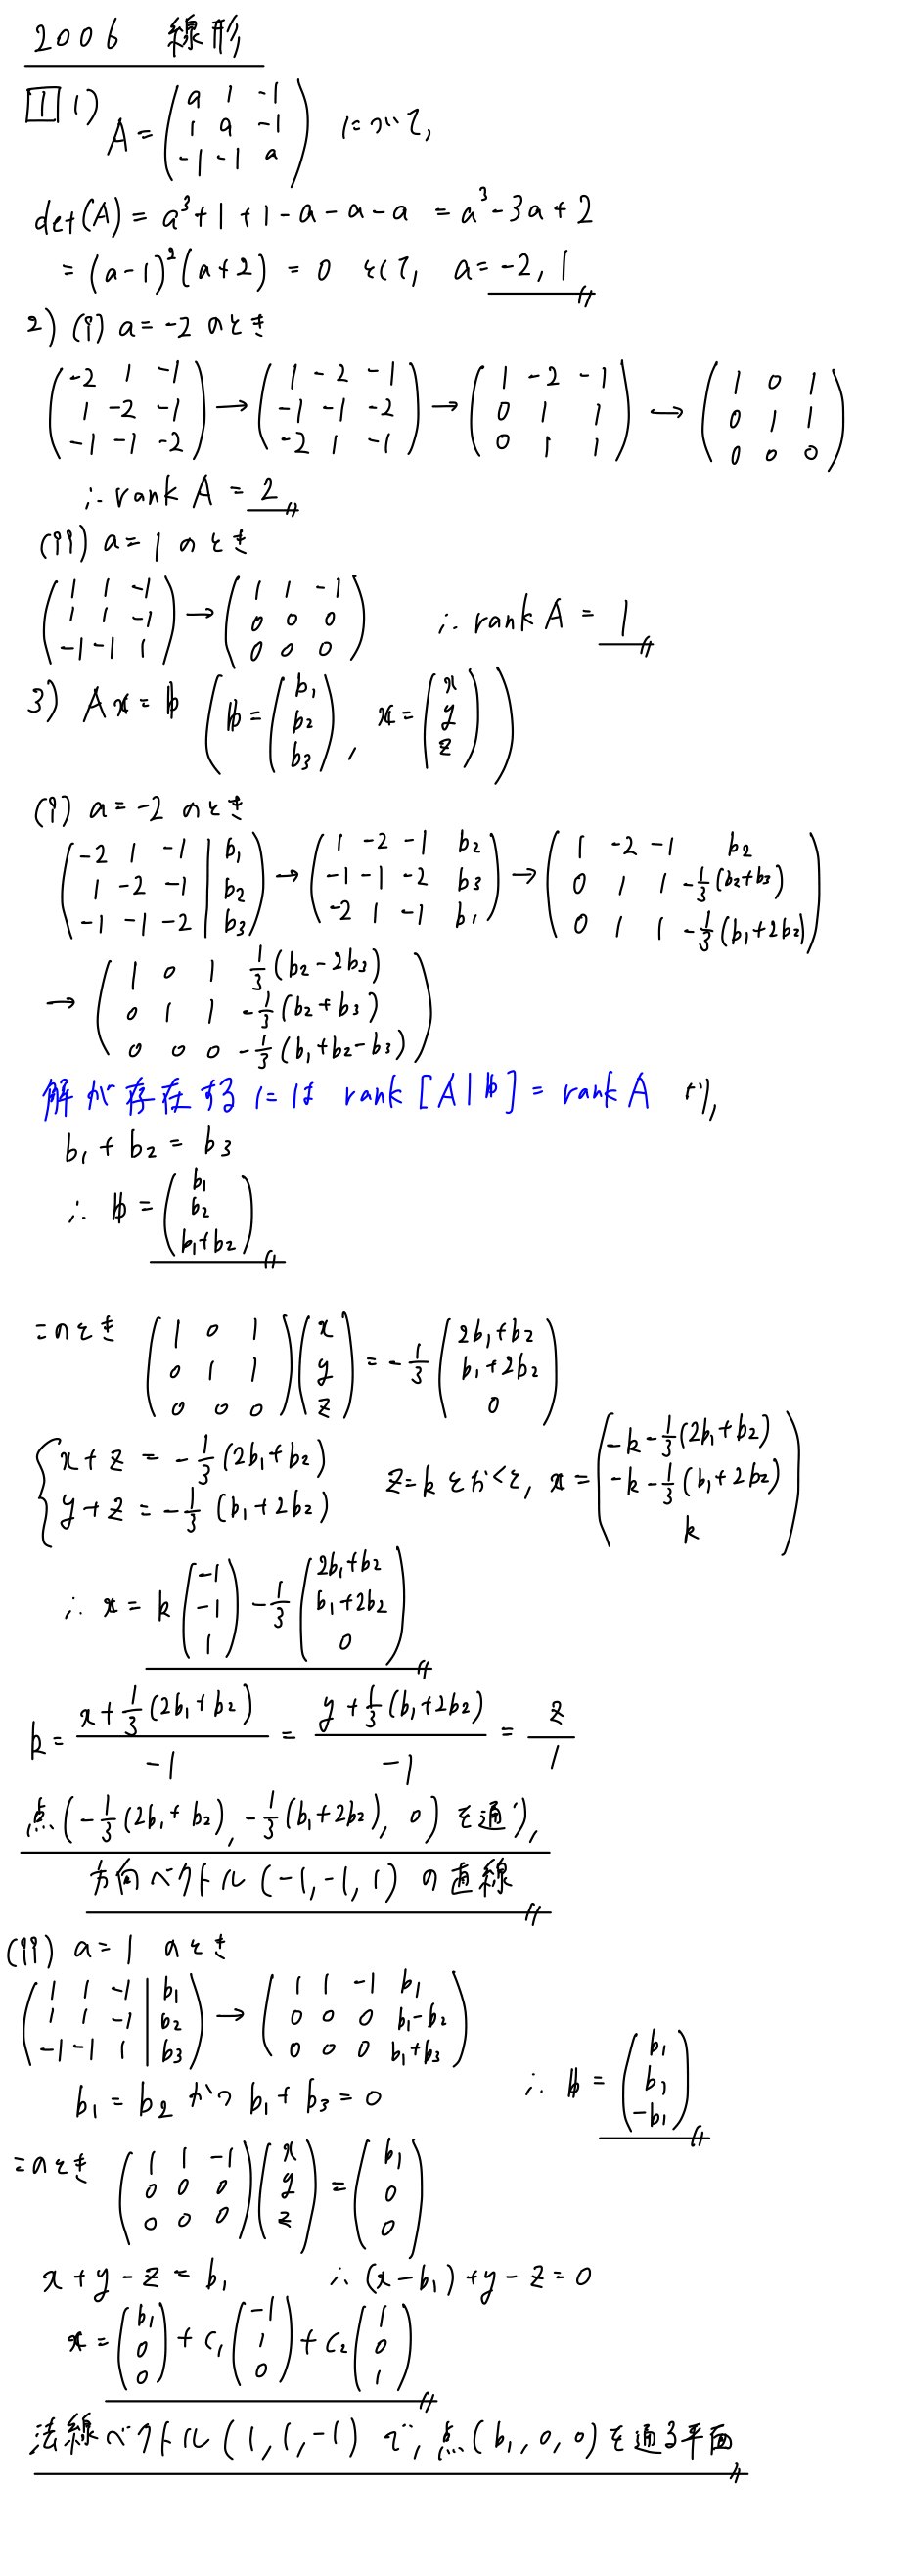 2006 線形
1 1) A = (a 1 -1; 1 a -1; -1 -1 a) について,
det(A) = a³+1+1-a-a-a = a³-3a+2
= (a-1)²(a+2) = 0 として, a = -2, 1
2) (i) a = -2 のとき
(-2 1 -1; 1 -2 -1; -1 -1 -2) → (1 -2 -1; -1 -1 -2; -2 1 -1) → (1 -2 -1; 0 1 1; 0 1 1) → (1 0 1; 0 1 1; 0 0 0)
∴ rank A = 2
(ii) a = 1 のとき
(1 1 -1; 1 1 -1; -1 -1 1) → (1 1 -1; 0 0 0; 0 0 0) ∴ rank A = 1
3) A𝕩 = 𝕓 (𝕓 = (b₁; b₂; b₃), 𝕩 = (x; y; z))
(i) a = -2 のとき
(-2 1 -1 | b₁; 1 -2 -1 | b₂; -1 -1 -2 | b₃) → (1 -2 -1 b₂; -1 -1 -2 b₃; -2 1 -1 b₁) → (1 -2 -1 b₂; 0 1 1 -1/3(b₂+b₃); 0 1 1 -1/3(b₁+2b₂))
→ (1 0 1 1/3(b₂-2b₃); 0 1 1 -1/3(b₂+b₃); 0 0 0 -1/3(b₁+b₂-b₃))
解が存在するには rank[A|𝕓] = rank A より,
b₁ + b₂ = b₃
∴ 𝕓 = (b₁; b₂; b₁+b₂)
このとき (1 0 1; 0 1 1; 0 0 0)(x; y; z) = -1/3 (2b₁+b₂; b₁+2b₂; 0)
{x+z = -1/3(2b₁+b₂) y+z = -1/3(b₁+2b₂) z=k とおくと, 𝕩 = (-k-1/3(2b₁+b₂); -k-1/3(b₁+2b₂); k)
∴ 𝕩 = k(-1; -1; 1) -1/3 (2b₁+b₂; b₁+2b₂; 0)
k = (x+1/3(2b₁+b₂))/-1 = (y+1/3(b₁+2b₂))/-1 = z/1
点(-1/3(2b₁+b₂), -1/3(b₁+2b₂), 0) を通り,
方向ベクトル (-1,-1,1) の直線
(ii) a = 1 のとき
(1 1 -1 | b₁; 1 1 -1 | b₂; -1 -1 1 | b₃) → (1 1 -1 b₁; 0 0 0 b₁-b₂; 0 0 0 b₁+b₃)
b₁ = b₂ かつ b₁+b₃ = 0 ∴ 𝕓 = (b₁; b₁; -b₁)
このとき (1 1 -1; 0 0 0; 0 0 0)(x; y; z) = (b₁; 0; 0)
x+y-z = b₁ ∴ (x-b₁)+y-z = 0
𝕩 = (b₁; 0; 0) + c₁(-1; 1; 0) + c₂(1; 0; 1)
法線ベクトル (1,1,-1) で, 点(b₁,0,0)を通る平面